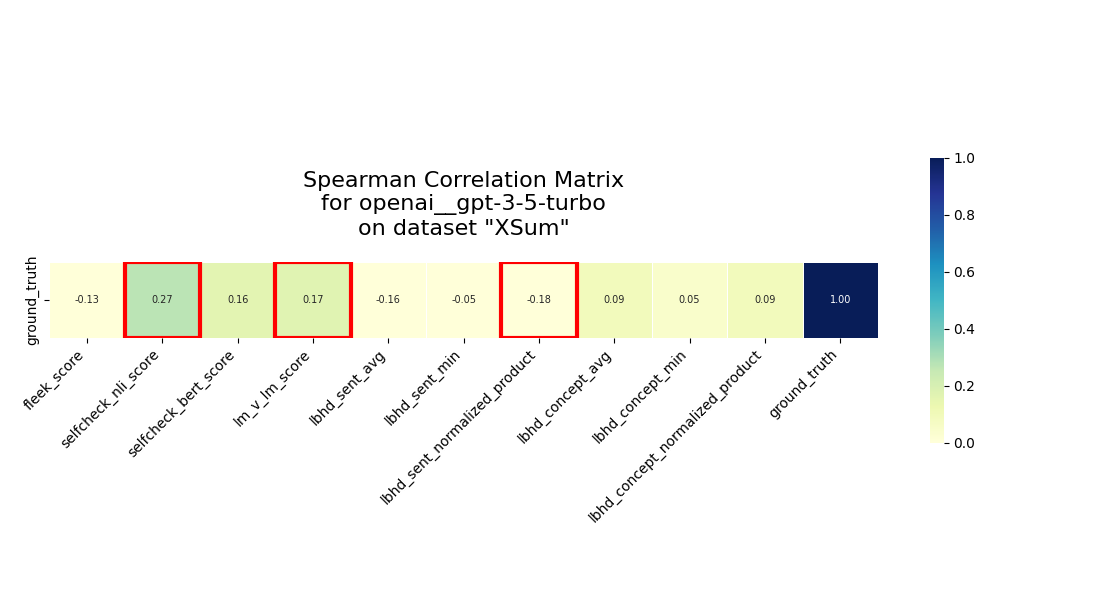 Spearman Correlation Matrix
for openai__gpt-3-5-turbo
on dataset "XSum"
ground_truth
-0.13 0.27 0.16 0.17 -0.16 -0.05 -0.18 0.09 0.05 0.09 1.00
fleek_score
selfcheck_nli_score
selfcheck_bert_score
lm_v_lm_score
lbhd_sent_avg
lbhd_sent_min
lbhd_sent_normalized_product
lbhd_concept_avg
lbhd_concept_min
lbhd_concept_normalized_product
ground_truth
1.0
0.8
0.6
0.4
0.2
0.0